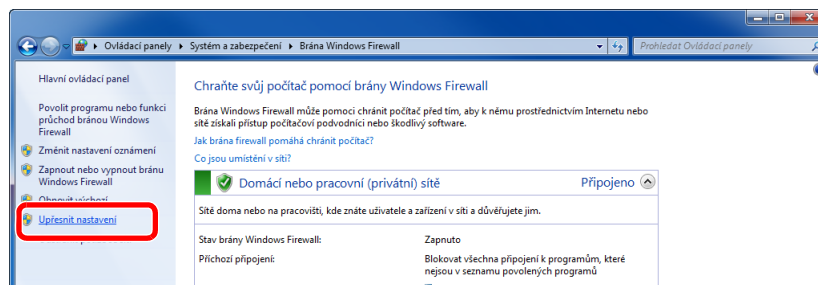 Ovládací panely ▸ Systém a zabezpečení ▸ Brána Windows Firewall
Prohledat Ovládací panely
Hlavní ovládací panel
Povolit programu nebo funkci
průchod bránou Windows
Firewall
Změnit nastavení oznámení
Zapnout nebo vypnout bránu
Windows Firewall
Obnovit výchozí
Upřesnit nastavení
Chraňte svůj počítač pomocí brány Windows Firewall
Brána Windows Firewall může pomoci chránit počítač před tím, aby k němu prostřednictvím Internetu nebo
sítě získali přístup počítačoví podvodníci nebo škodlivý software.
Jak brána firewall pomáhá chránit počítač?
Co jsou umístění v síti?
Domácí nebo pracovní (privátní) sítě Připojeno
Sítě doma nebo na pracovišti, kde znáte uživatele a zařízení v síti a důvěřujete jim.
Stav brány Windows Firewall: Zapnuto
Příchozí připojení: Blokovat všechna připojení k programům, které
nejsou v seznamu povolených programů